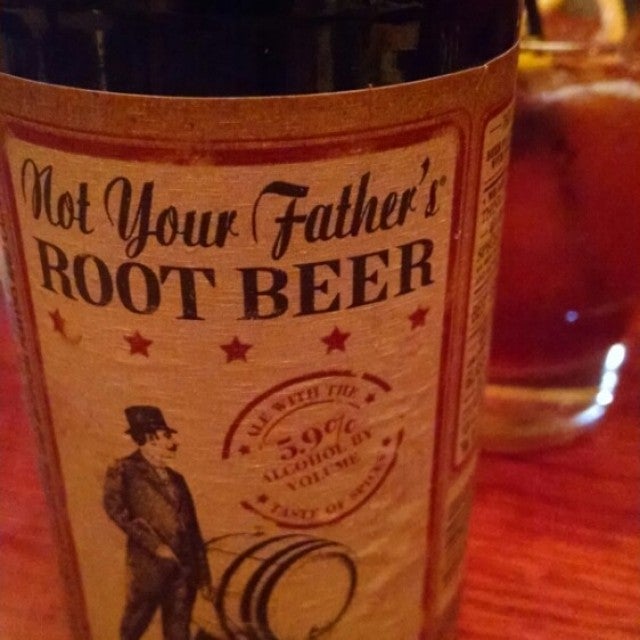 Not Your Father's
ROOT BEER
ALE WITH THE
5.9%
ALCOHOL BY
VOLUME
TASTE OF SPICES